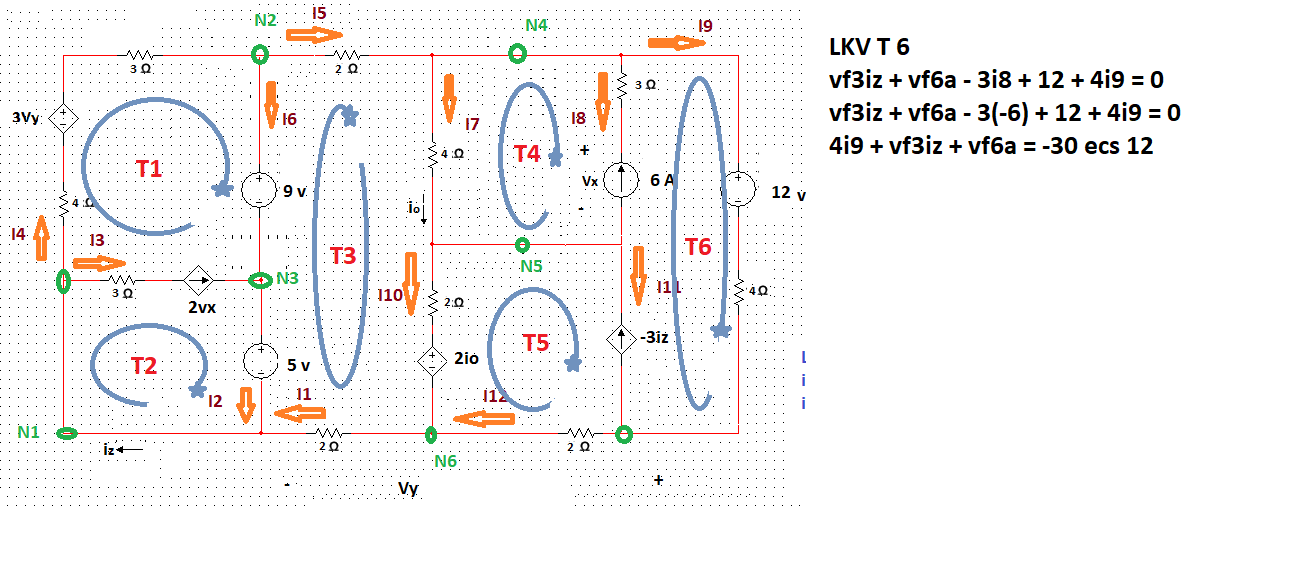 N2
I5
N4
I9
3 Ω
2 Ω
3 Ω
3Vy
I6
I7
I8
T1
4 Ω
T4
+
Vx
6 A
-
9 v
12 v
4 Ω
io
I4
I3
T3
T6
N3
N5
3 Ω
2vx
I10
2 Ω
I11
4 Ω
T2
5 v
2io
T5
-3iz
I2
I1
I12
N1
iz
2 Ω
N6
2 Ω
-
Vy
+
L
i
i
LKV T 6
vf3iz + vf6a - 3i8 + 12 + 4i9 = 0
vf3iz + vf6a - 3(-6) + 12 + 4i9 = 0
4i9 + vf3iz + vf6a = -30 ecs 12